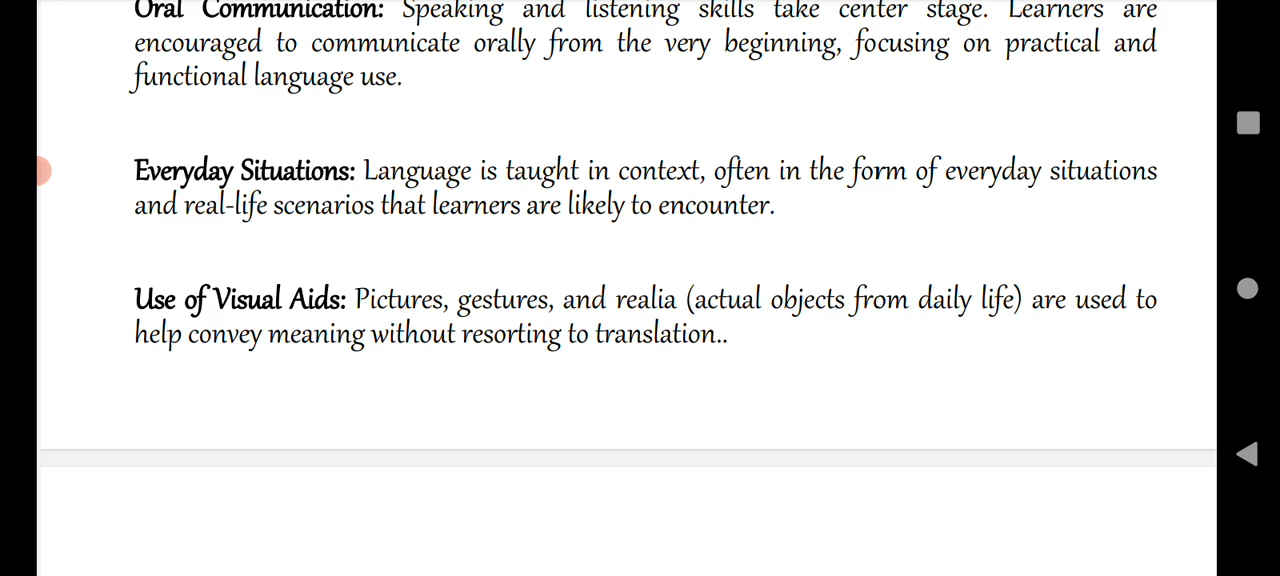 Oral Communication: Speaking and listening skills take center stage. Learners are
encouraged to communicate orally from the very beginning, focusing on practical and
functional language use.
Everyday Situations: Language is taught in context, often in the form of everyday situations
and real-life scenarios that learners are likely to encounter.
Use of Visual Aids: Pictures, gestures, and realia (actual objects from daily life) are used to
help convey meaning without resorting to translation..